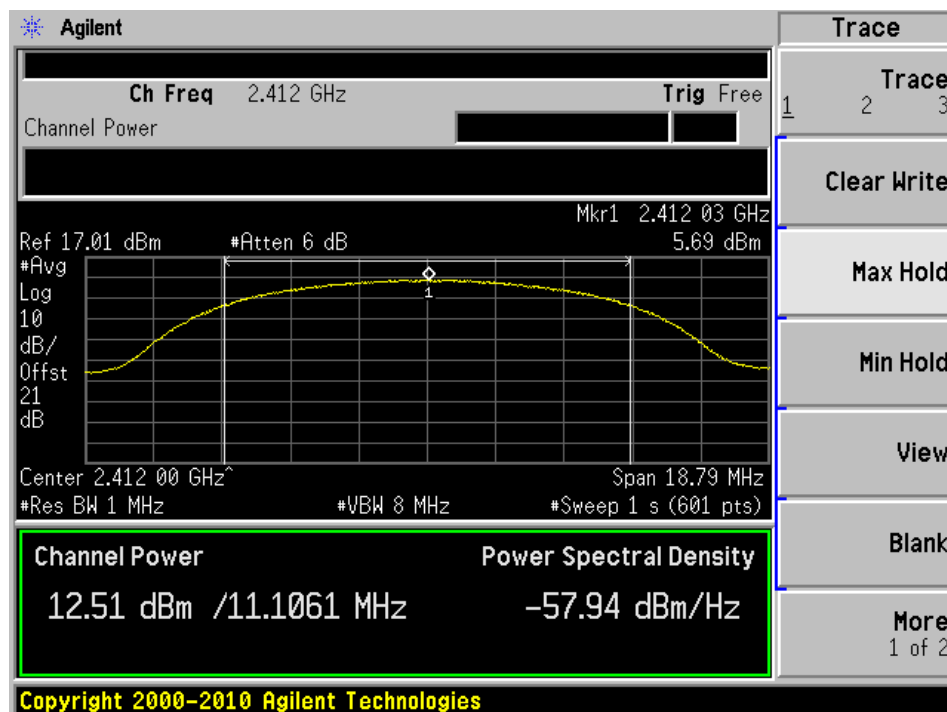 Agilent
Trace
Ch Freq 2.412 GHz Trig Free
Channel Power
Trace
1 2 3
Clear Write
Mkr1 2.412 03 GHz
Ref 17.01 dBm #Atten 6 dB 5.69 dBm
#Avg
Log
10
dB/
Offst
21
dB
1
Max Hold
Min Hold
View
Center 2.412 00 GHz^ Span 18.79 MHz
#Res BW 1 MHz #VBW 8 MHz #Sweep 1 s (601 pts)
Blank
Channel Power Power Spectral Density
12.51 dBm /11.1061 MHz -57.94 dBm/Hz
More
1 of 2
Copyright 2000-2010 Agilent Technologies